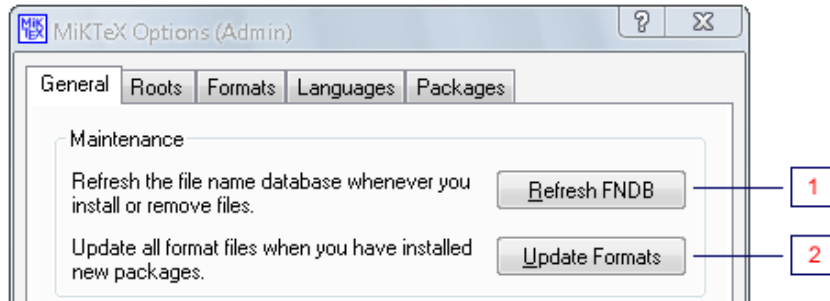 MiKTeX Options (Admin)
General Roots Formats Languages Packages
Maintenance
Refresh the file name database whenever you
install or remove files.
Refresh FNDB
1
Update all format files when you have installed
new packages.
Update Formats
2